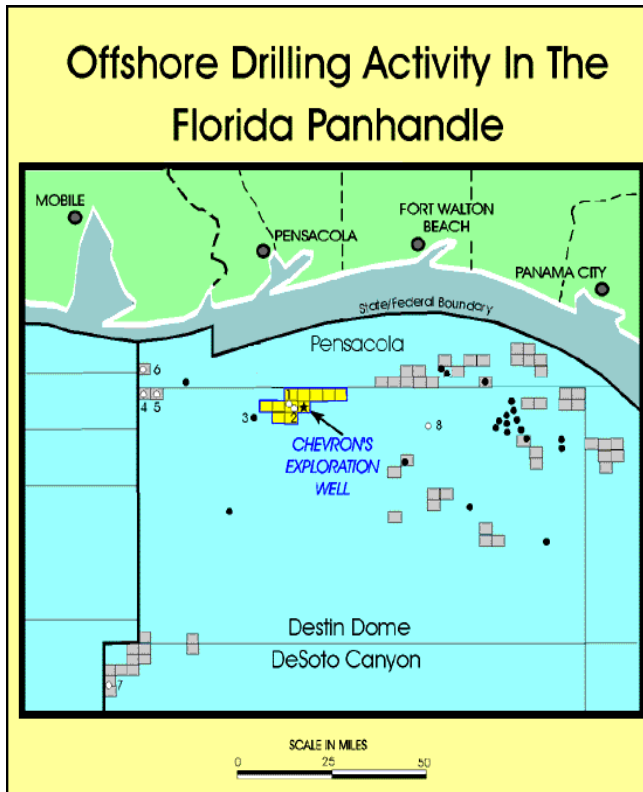 Offshore Drilling Activity In The
Florida Panhandle
MOBILE
PENSACOLA
FORT WALTON
BEACH
PANAMA CITY
State/Federal Boundary
Pensacola
6
4 5
1
2
3
8
CHEVRON'S
EXPLORATION
WELL
Destin Dome
DeSoto Canyon
7
SCALE IN MILES
0 25 50